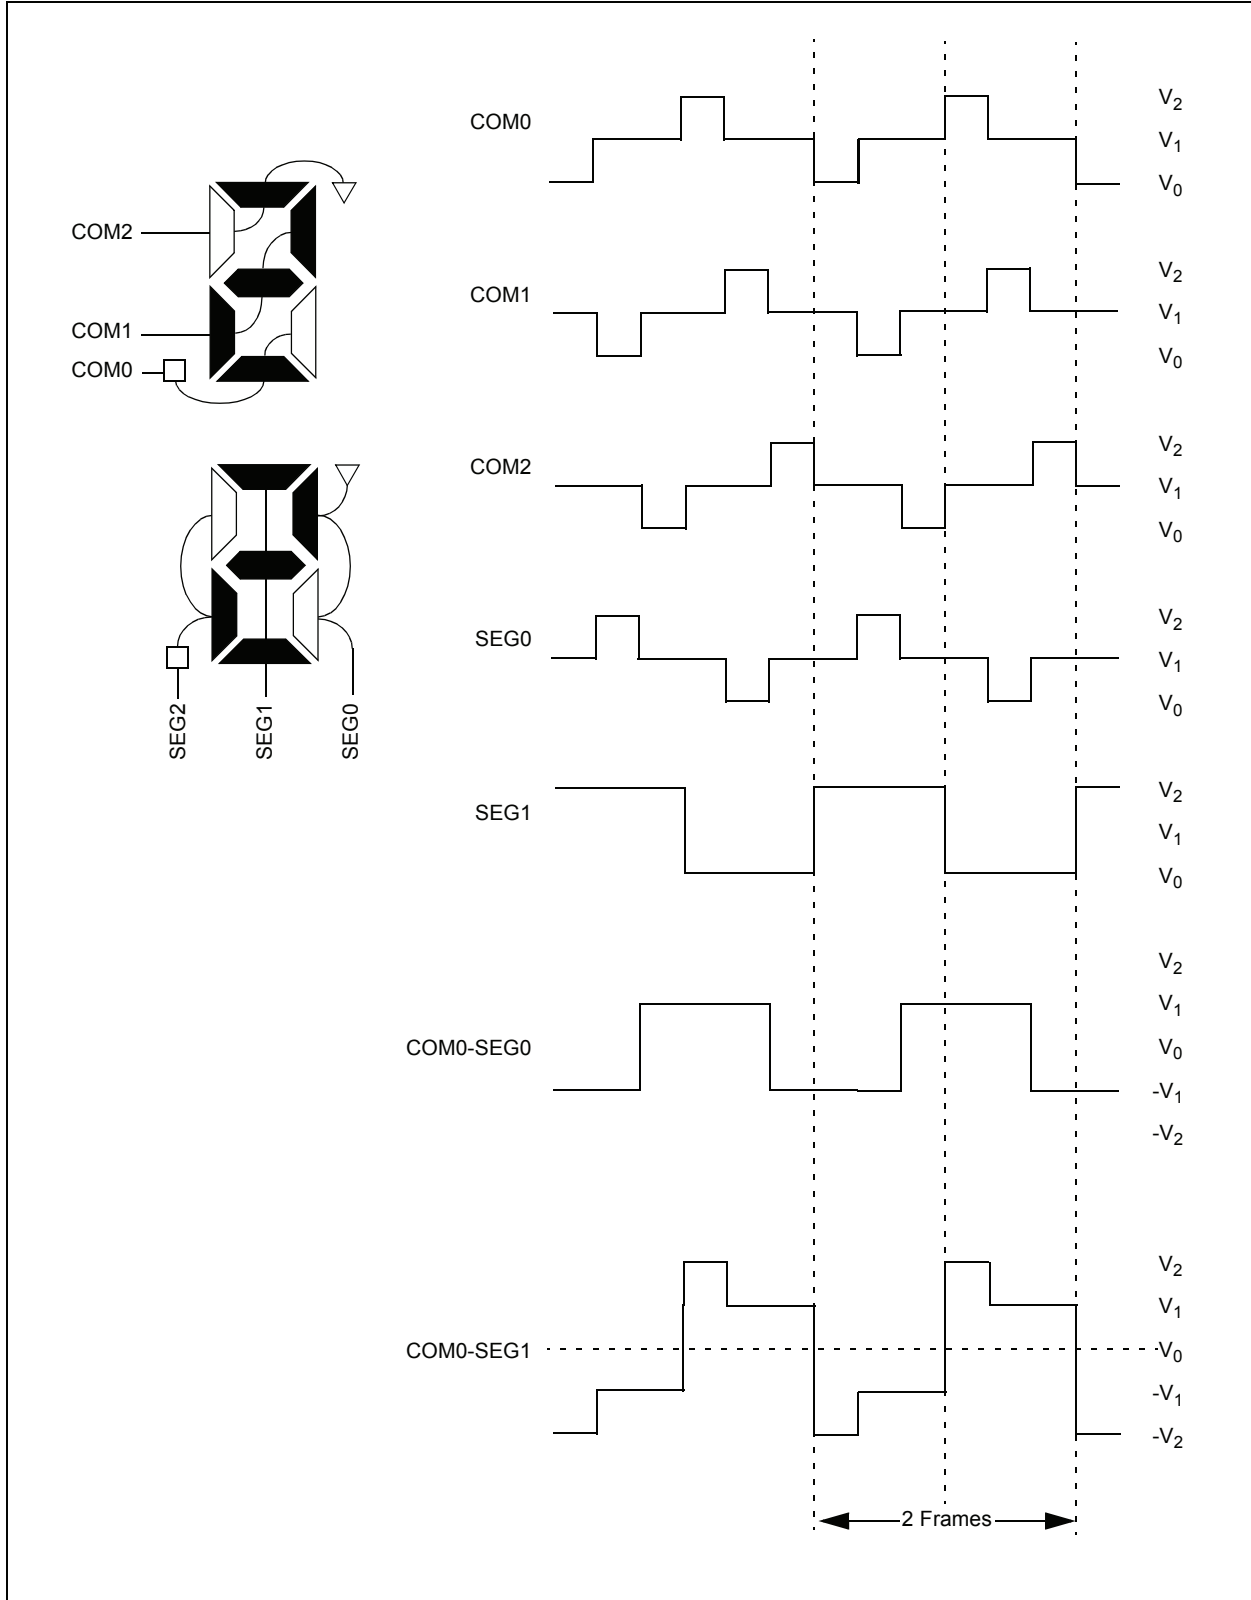 COM2
COM1
COM0
SEG2
SEG1
SEG0
COM0
V2
V1
V0
COM1
V2
V1
V0
COM2
V2
V1
V0
SEG0
V2
V1
V0
SEG1
V2
V1
V0
COM0-SEG0
V2
V1
V0
-V1
-V2
COM0-SEG1
V2
V1
V0
-V1
-V2
2 Frames